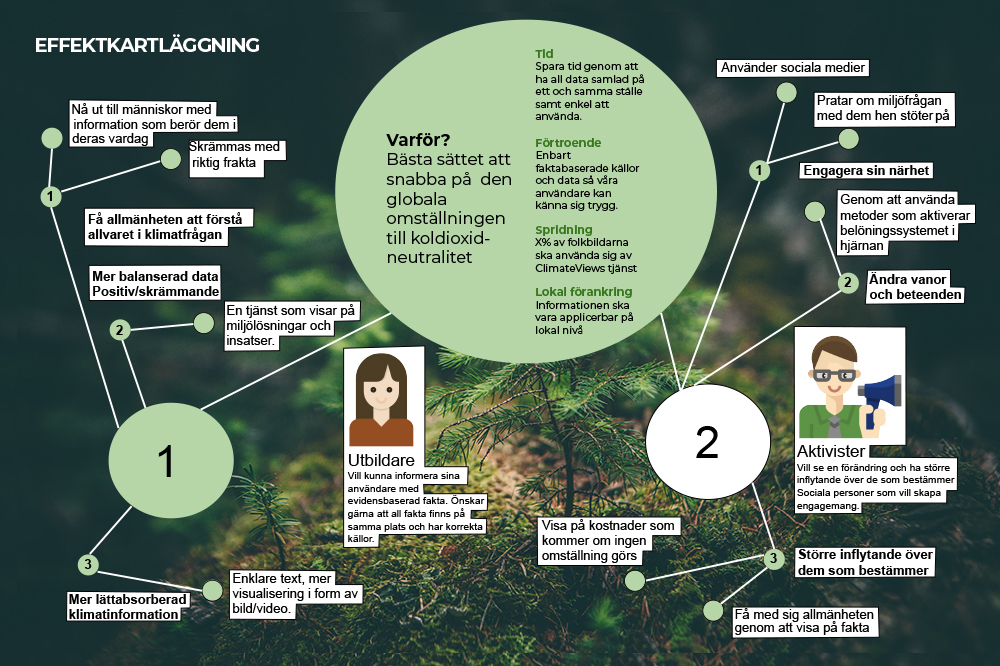 EFFEKTKARTLÄGGNING
Varför?
Bästa sättet att
snabba på den
globala
omställningen
till koldioxid-
neutralitet
Tid
Spara tid genom att
ha all data samlad på
ett och samma ställe
samt enkel att
använda.
Förtroende
Enbart
faktabaserade källor
och data så våra
användare kan
känna sig trygg.
Spridning
X% av folkbildarna
ska använda sig av
ClimateViews tjänst
Lokal förankring
Informationen ska
vara applicerbar på
lokal nivå
Nå ut till människor med
information som berör dem i
deras vardag
Skrämmas med
riktig frakta
1
Få allmänheten att förstå
allvaret i klimatfrågan
Mer balanserad data
Positiv/skrämmande
2
En tjänst som visar på
miljölösningar och
insatser.
1
3
Mer lättabsorberad
klimatinformation
Enklare text, mer
visualisering i form av
bild/video.
Utbildare
Vill kunna informera sina
användare med
evidensbaserad fakta. Önskar
gärna att all fakta finns på
samma plats och har korrekta
källor.
Använder sociala medier
Pratar om miljöfrågan
med dem hen stöter på
1
Engagera sin närhet
Genom att använda
metoder som aktiverar
belöningssystemet i
hjärnan
2
Ändra vanor
och beteenden
2
Aktivister
Vill se en förändring och ha större
inflytande över de som bestämmer
Sociala personer som vill skapa
engagemang.
Visa på kostnader som
kommer om ingen
omställning görs
3
Större inflytande över
dem som bestämmer
Få med sig allmänheten
genom att visa på fakta